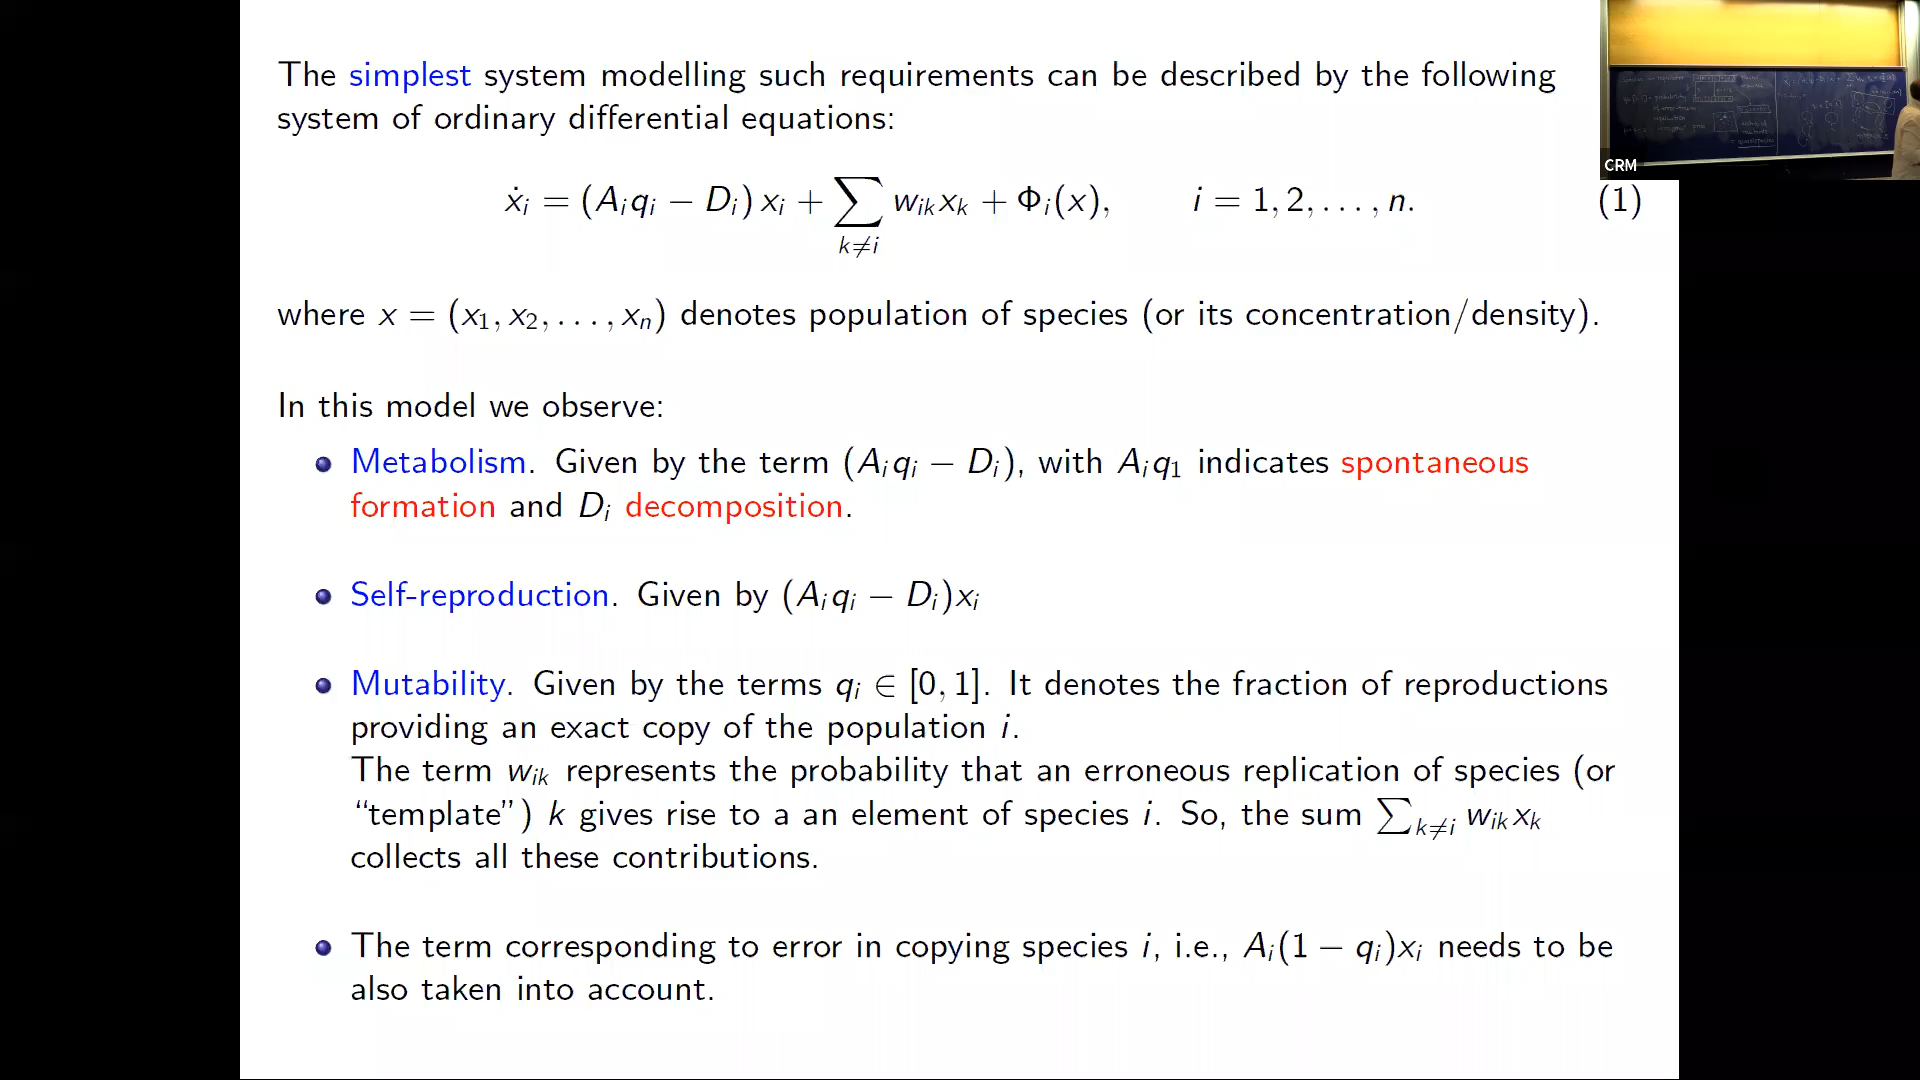 The simplest system modelling such requirements can be described by the following
system of ordinary differential equations:
ẋᵢ = (Aᵢqᵢ − Dᵢ) xᵢ + ∑_{k≠i} wᵢₖxₖ + Φᵢ(x), i = 1, 2, . . . , n. (1)
where x = (x₁, x₂, . . . , xₙ) denotes population of species (or its concentration/density).
In this model we observe:
Metabolism. Given by the term (Aᵢqᵢ − Dᵢ), with Aᵢq₁ indicates spontaneous
formation and Dᵢ decomposition.
Self-reproduction. Given by (Aᵢqᵢ − Dᵢ)xᵢ
Mutability. Given by the terms qᵢ ∈ [0, 1]. It denotes the fraction of reproductions
providing an exact copy of the population i.
The term wᵢₖ represents the probability that an erroneous replication of species (or
“template”) k gives rise to a an element of species i. So, the sum ∑_{k≠i} wᵢₖxₖ
collects all these contributions.
The term corresponding to error in copying species i, i.e., Aᵢ(1 − qᵢ)xᵢ needs to be
also taken into account.
CRM